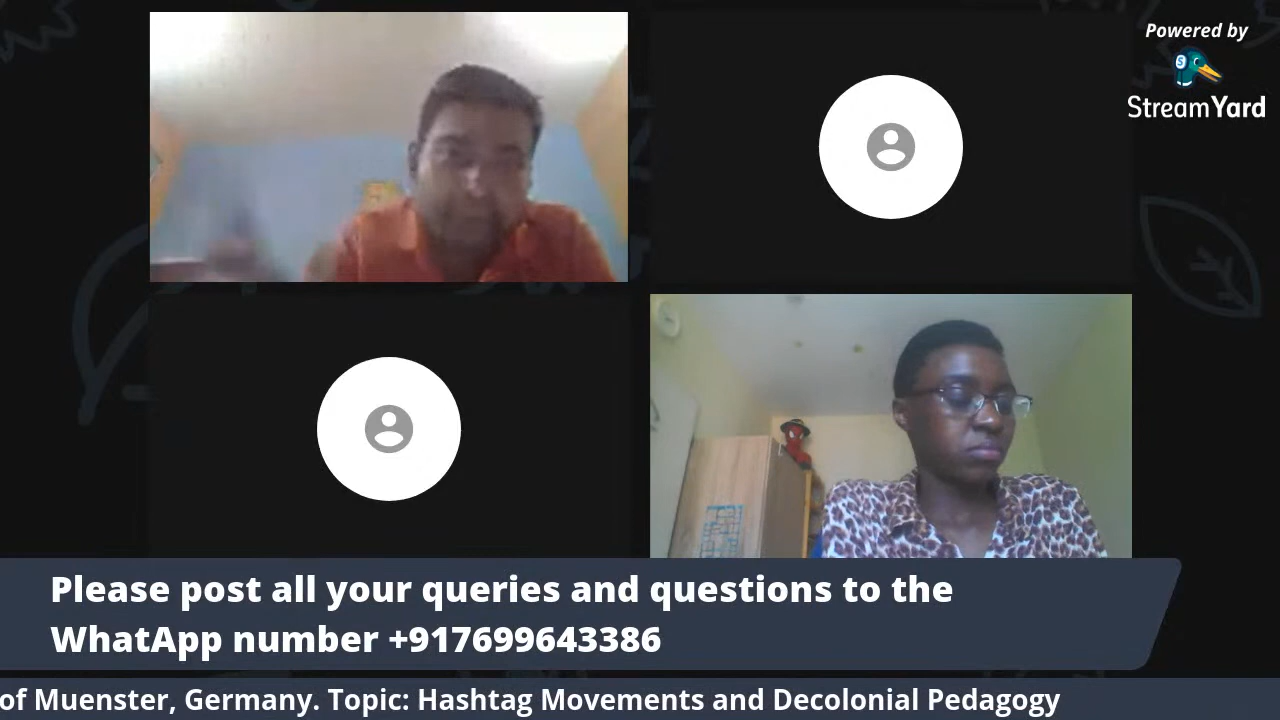 Powered by
StreamYard
Please post all your queries and questions to the
WhatApp number +917699643386
of Muenster, Germany. Topic: Hashtag Movements and Decolonial Pedagogy